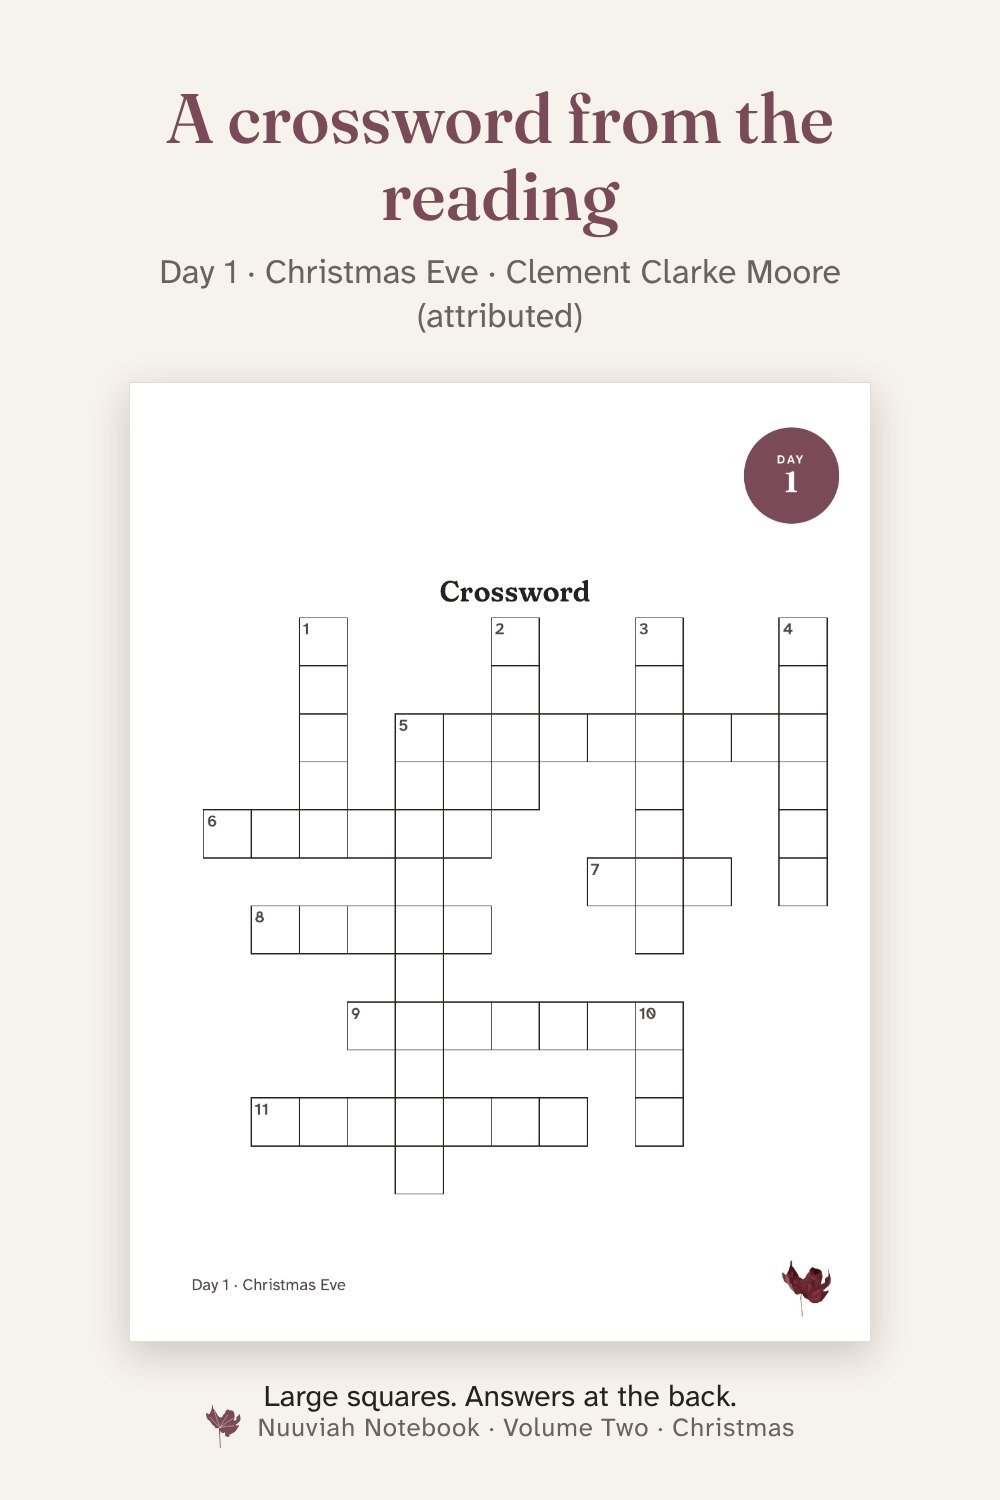 A crossword from the
reading
Day 1 · Christmas Eve · Clement Clarke Moore
(attributed)
DAY
1
Crossword
1 2 3 4
5
6
7
8
9 10
11
Day 1 · Christmas Eve
Large squares. Answers at the back.
Nuuviah Notebook · Volume Two · Christmas